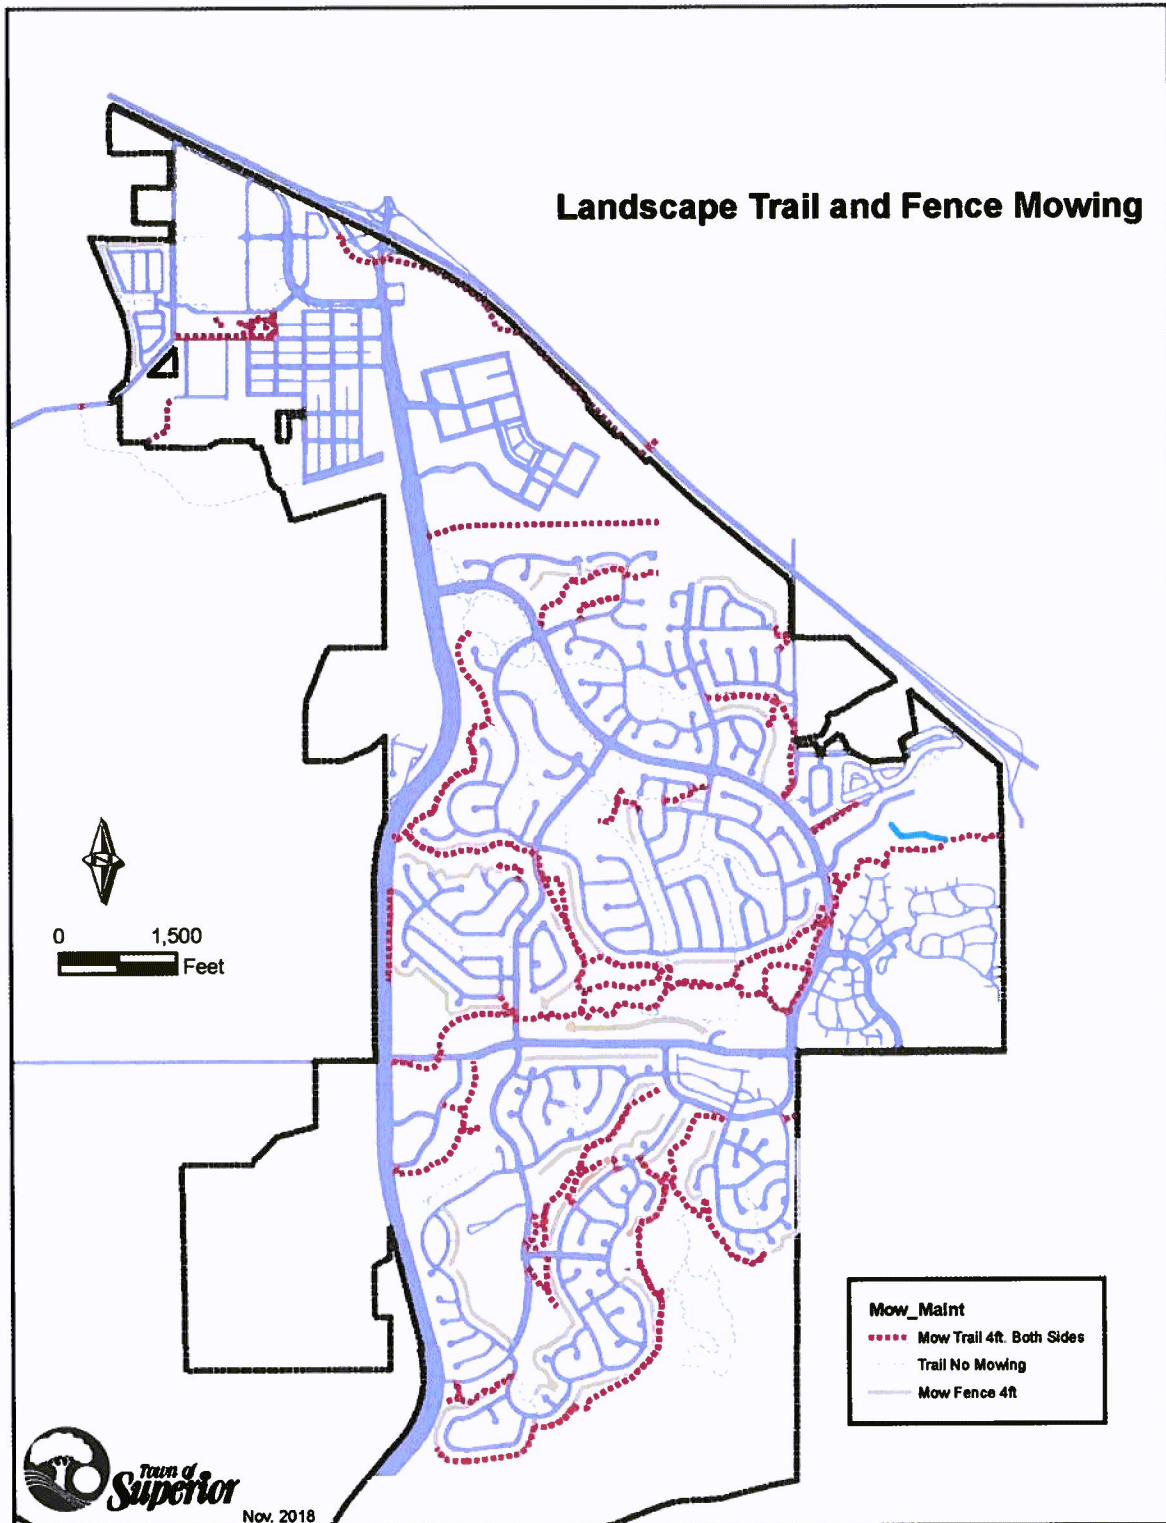 Landscape Trail and Fence Mowing
N
0 1,500
Feet
Mow_Maint
Mow Trail 4ft. Both Sides
Trail No Mowing
Mow Fence 4ft
Town of
Superior
Nov. 2018